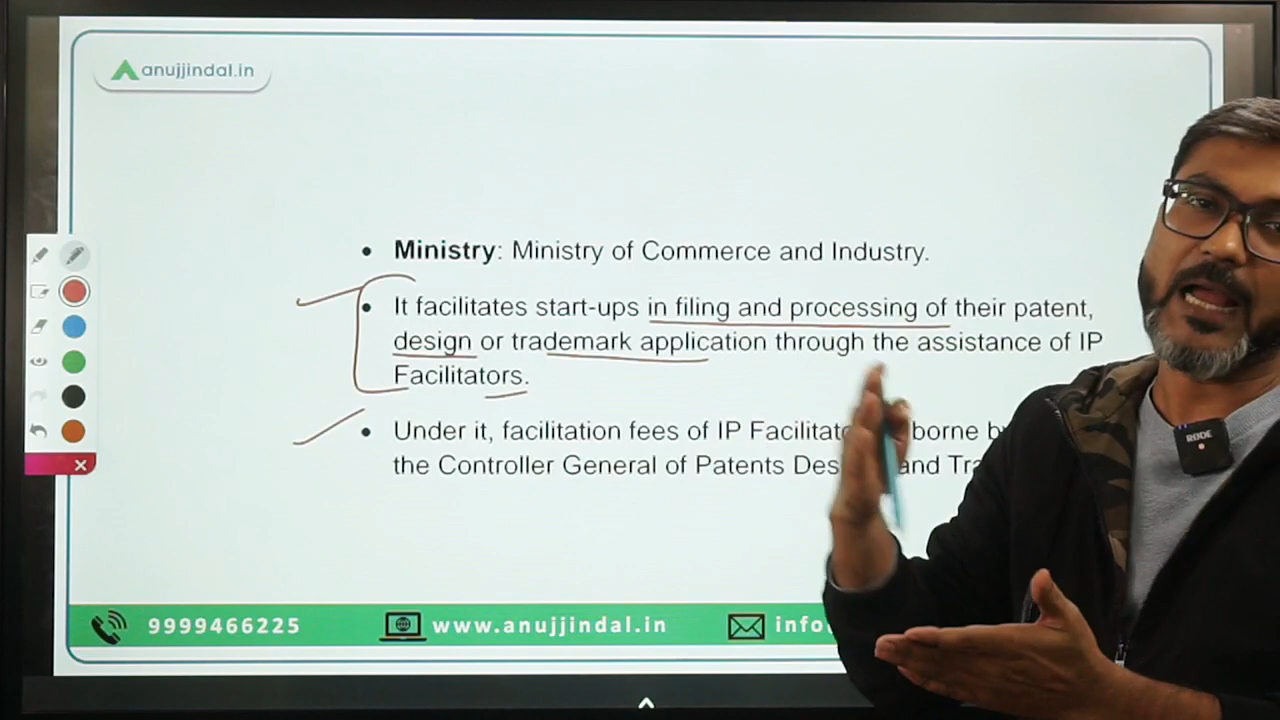 anujjindal.in
• Ministry: Ministry of Commerce and Industry.
• It facilitates start-ups in filing and processing of their patent,
design or trademark application through the assistance of IP
Facilitators.
• Under it, facilitation fees of IP Facilitato borne b
the Controller General of Patents Des and Tra
9999466225
www.anujjindal.in
info
RODE